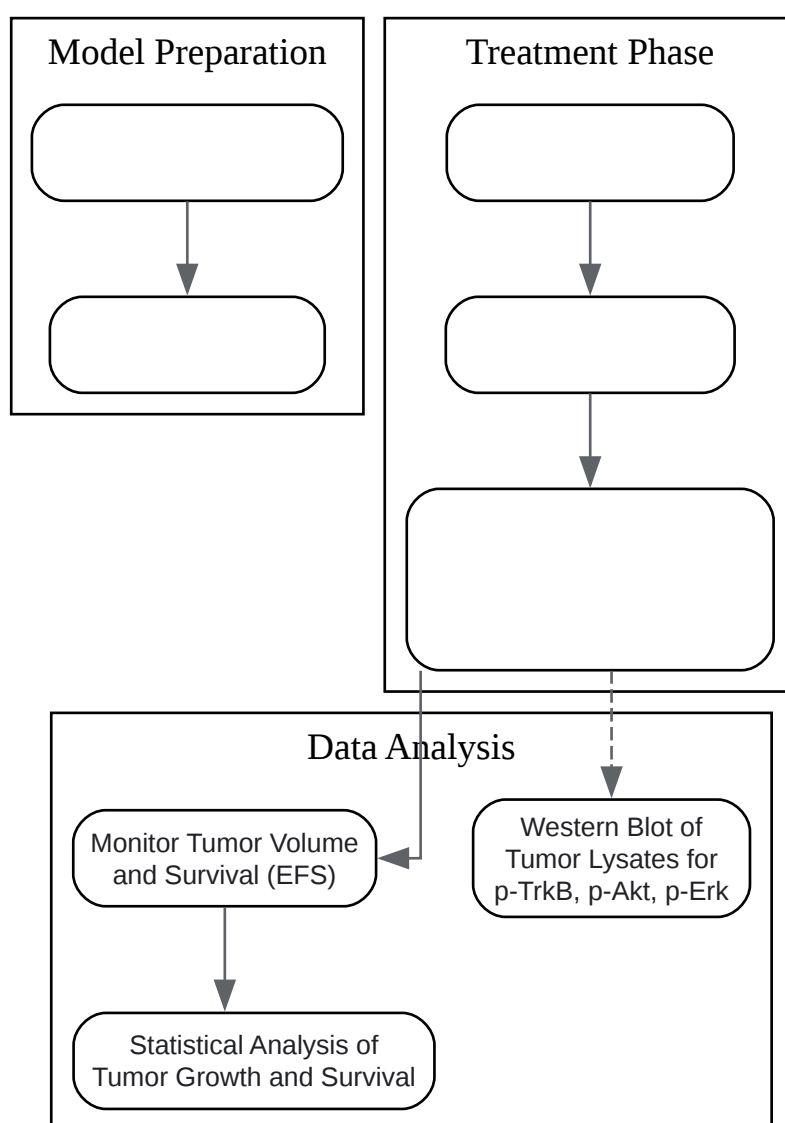 Model Preparation
Treatment Phase
Data Analysis
Monitor Tumor Volume
and Survival (EFS)
Western Blot of
Tumor Lysates for
p-TrkB, p-Akt, p-Erk
Statistical Analysis of
Tumor Growth and Survival